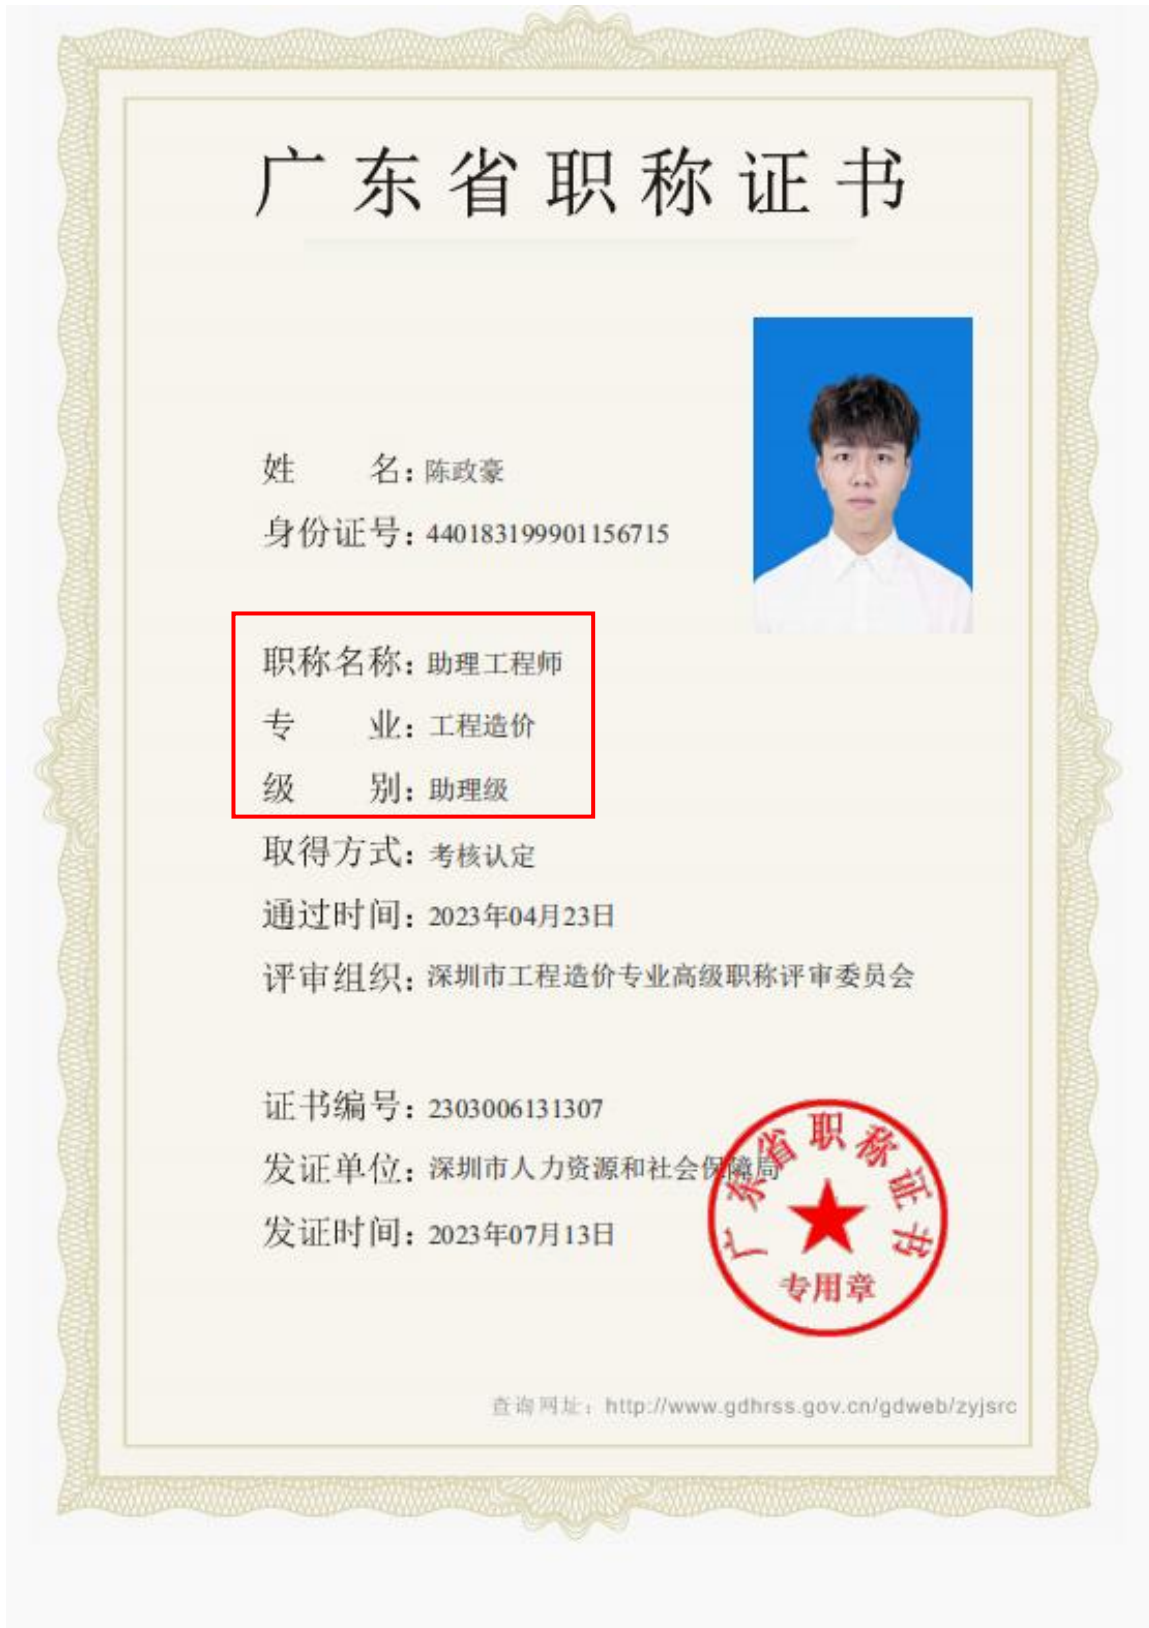 广东省职称证书
姓 名：陈政豪
身份证号：440183199901156715
职称名称：助理工程师
专 业：工程造价
级 别：助理级
取得方式：考核认定
通过时间：2023年04月23日
评审组织：深圳市工程造价专业高级职称评审委员会
证书编号：2303006131307
发证单位：深圳市人力资源和社会保障局
发证时间：2023年07月13日
广东省职称证书
专用章
查询网址：http://www.gdhrss.gov.cn/gdweb/zyjsrc